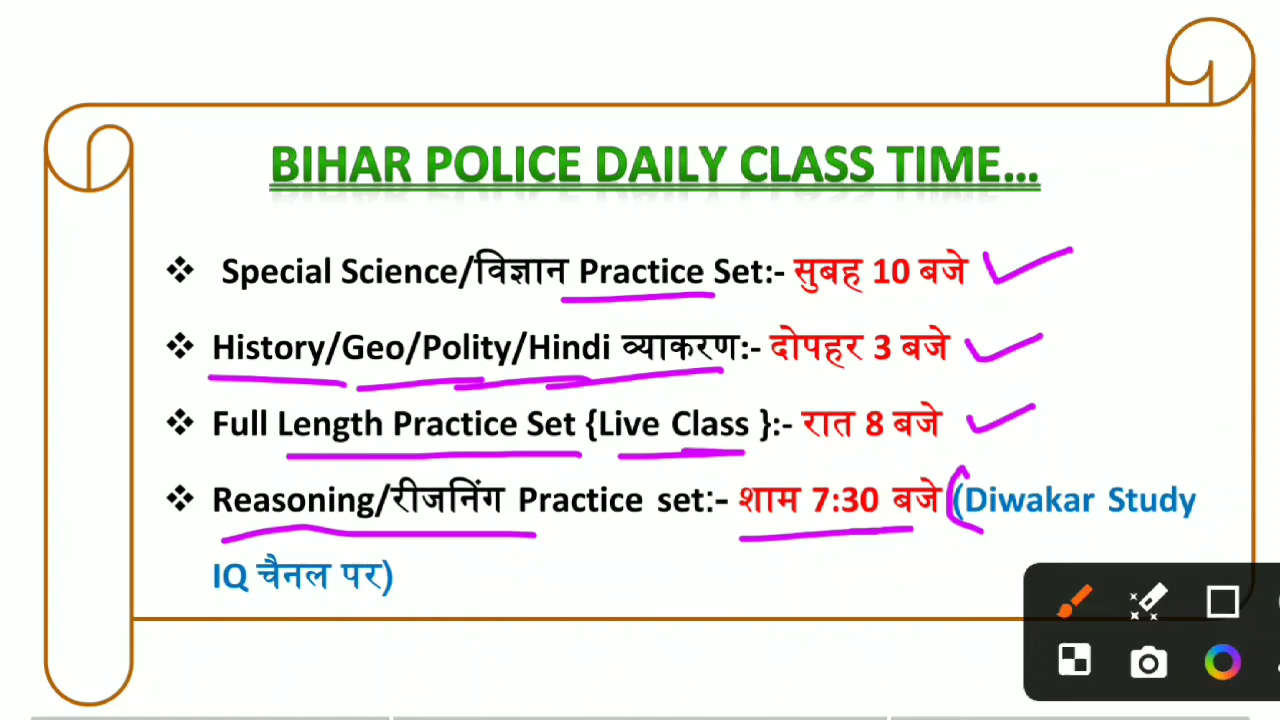 BIHAR POLICE DAILY CLASS TIME...
❖ Special Science/विज्ञान Practice Set:- सुबह 10 बजे
❖ History/Geo/Polity/Hindi व्याकरण:- दोपहर 3 बजे
❖ Full Length Practice Set {Live Class }:- रात 8 बजे
❖ Reasoning/रीजनिंग Practice set:- शाम 7:30 बजे (Diwakar Study
IQ चैनल पर)